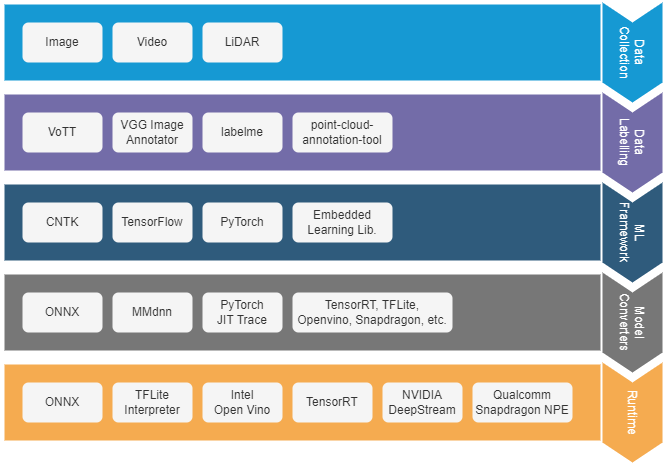 Image
Video
LiDAR
Data
Collection
VoTT
VGG Image
Annotator
labelme
point-cloud-
annotation-tool
Data
Labelling
CNTK
TensorFlow
PyTorch
Embedded
Learning Lib.
ML
Framework
ONNX
MMdnn
PyTorch
JIT Trace
TensorRT, TFLite,
Openvino, Snapdragon, etc.
Model
Converters
ONNX
TFLite
Interpreter
Intel
Open Vino
TensorRT
NVIDIA
DeepStream
Qualcomm
Snapdragon NPE
Runtime